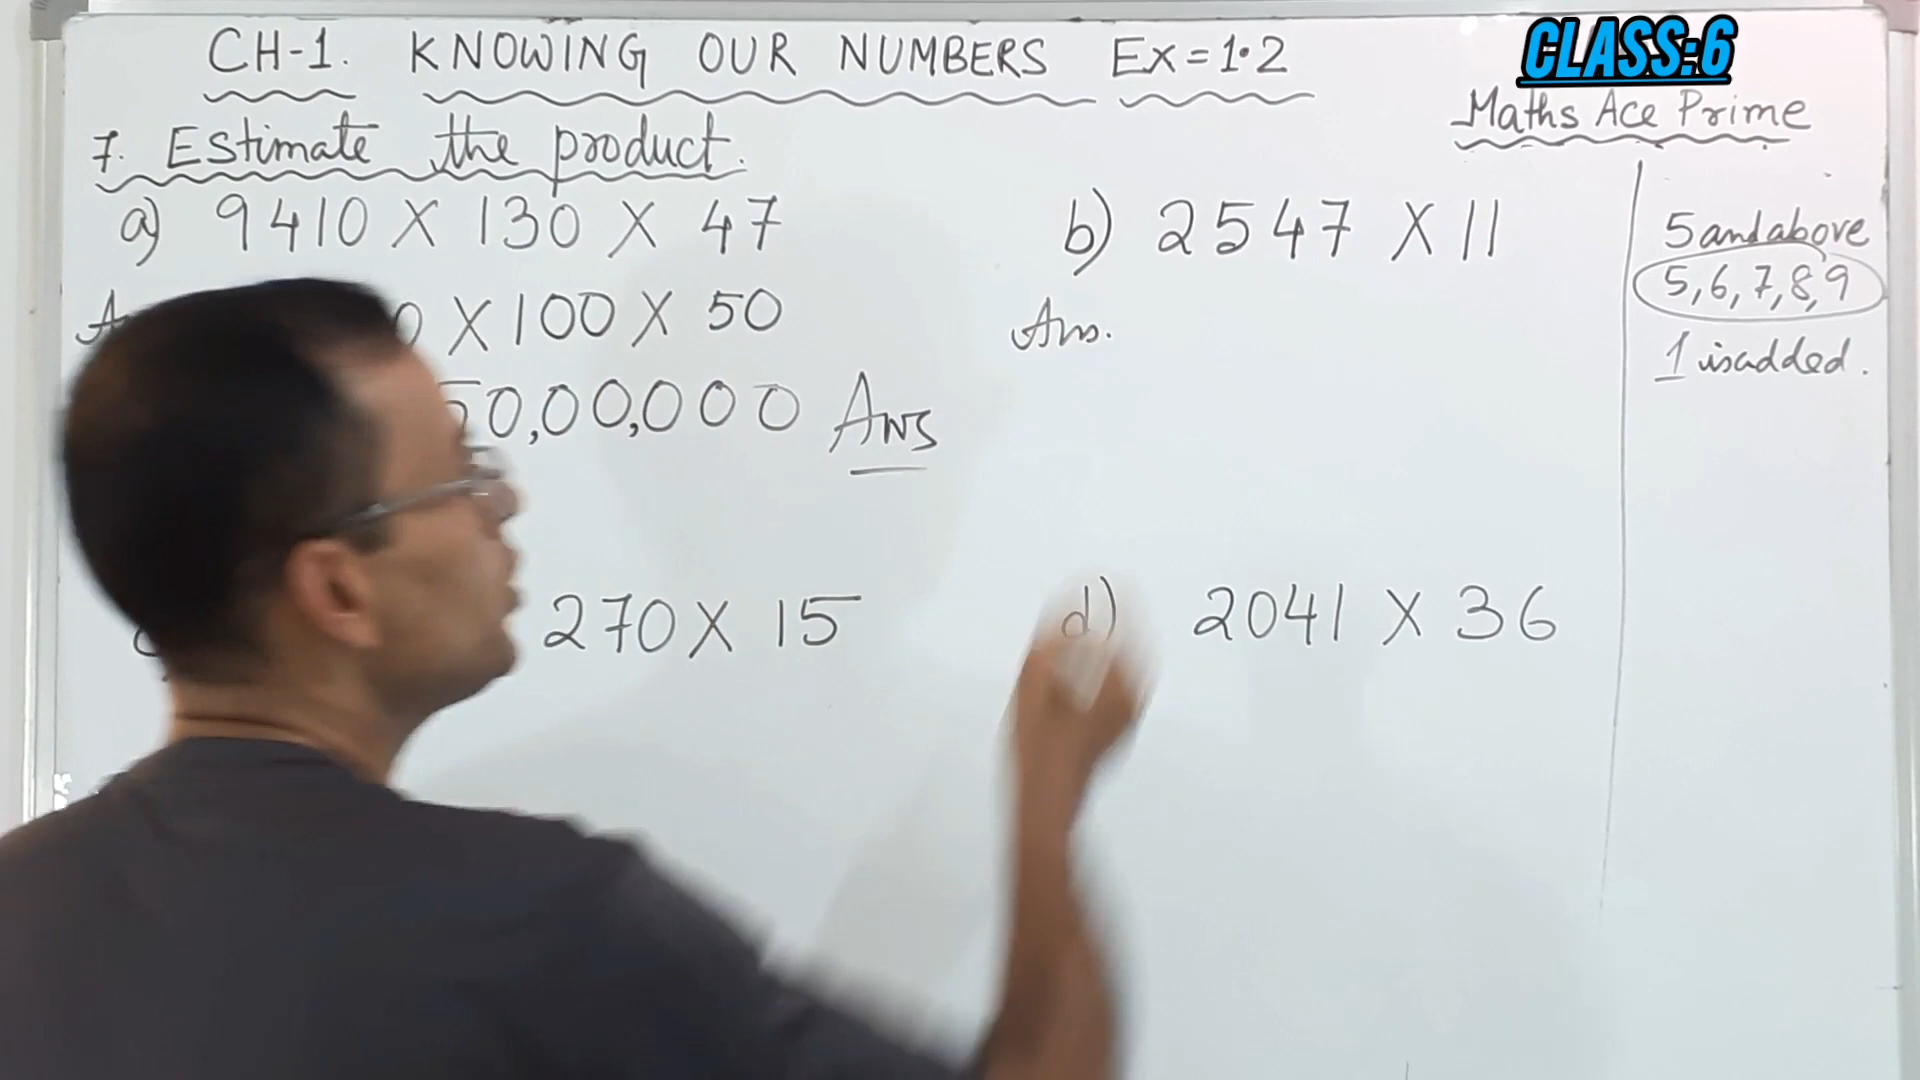 CH-1. KNOWING OUR NUMBERS Ex=1.2
CLASS:6
Maths Ace Prime
7. Estimate the product.
a) 9410 X 130 X 47
b) 2547 X 11
5 and above
5,6,7,8,9
1 is added.
0 X 100 X 50
Ans.
50,00,000 Ans
270 X 15
d) 2041 X 36